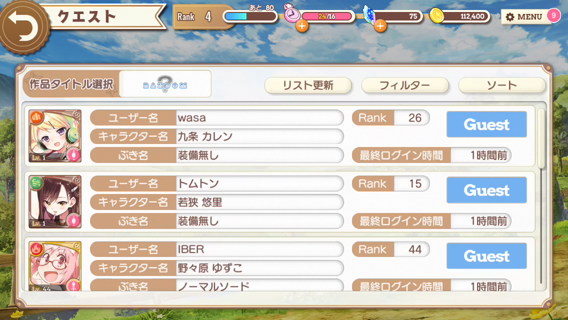 クエスト
Rank 4
あと 80
24/16
75
112,400
MENU 9
作品タイトル選択
RANDOM
リスト更新
フィルター
ソート
ユーザー名 wasa
Rank 26
キャラクター名 九条 カレン
ぶき名 装備無し
最終ログイン時間 1時間前
Guest
Lv. 1
ユーザー名 トムトン
Rank 15
キャラクター名 若狭 悠里
ぶき名 装備無し
最終ログイン時間 1時間前
Guest
Lv. 1
ユーザー名 IBER
Rank 44
キャラクター名 野々原 ゆずこ
ぶき名 ノーマルソード
最終ログイン時間 1時間前
Guest
Lv. 44